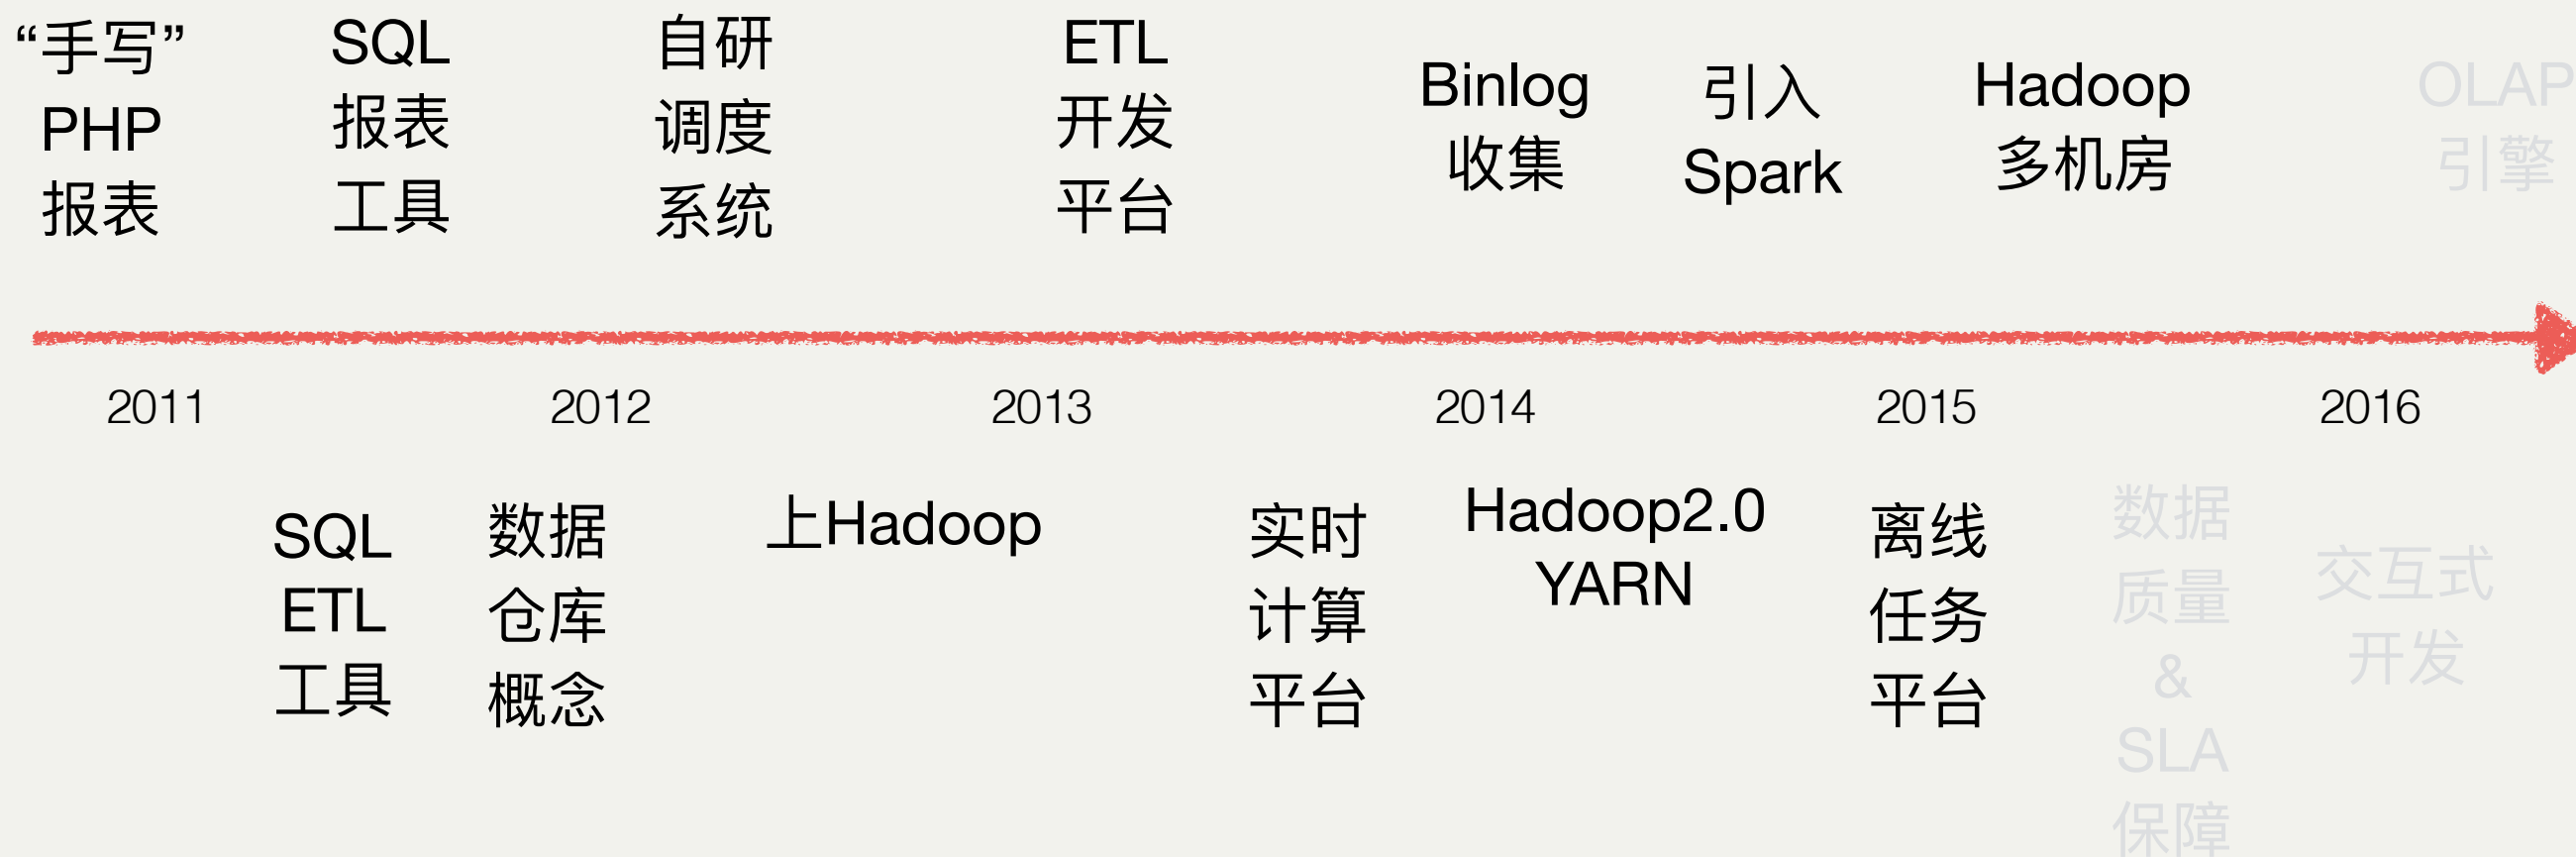 “手写”
PHP
报表
SQL
报表
工具
自研
调度
系统
ETL
开发
平台
Binlog
收集
引入
Spark
Hadoop
多机房
OLAP
引擎
2011
2012
2013
2014
2015
2016
SQL
ETL
工具
数据
仓库
概念
上Hadoop
实时
计算
平台
Hadoop2.0
YARN
离线
任务
平台
数据
质量
&
SLA
保障
交互式
开发